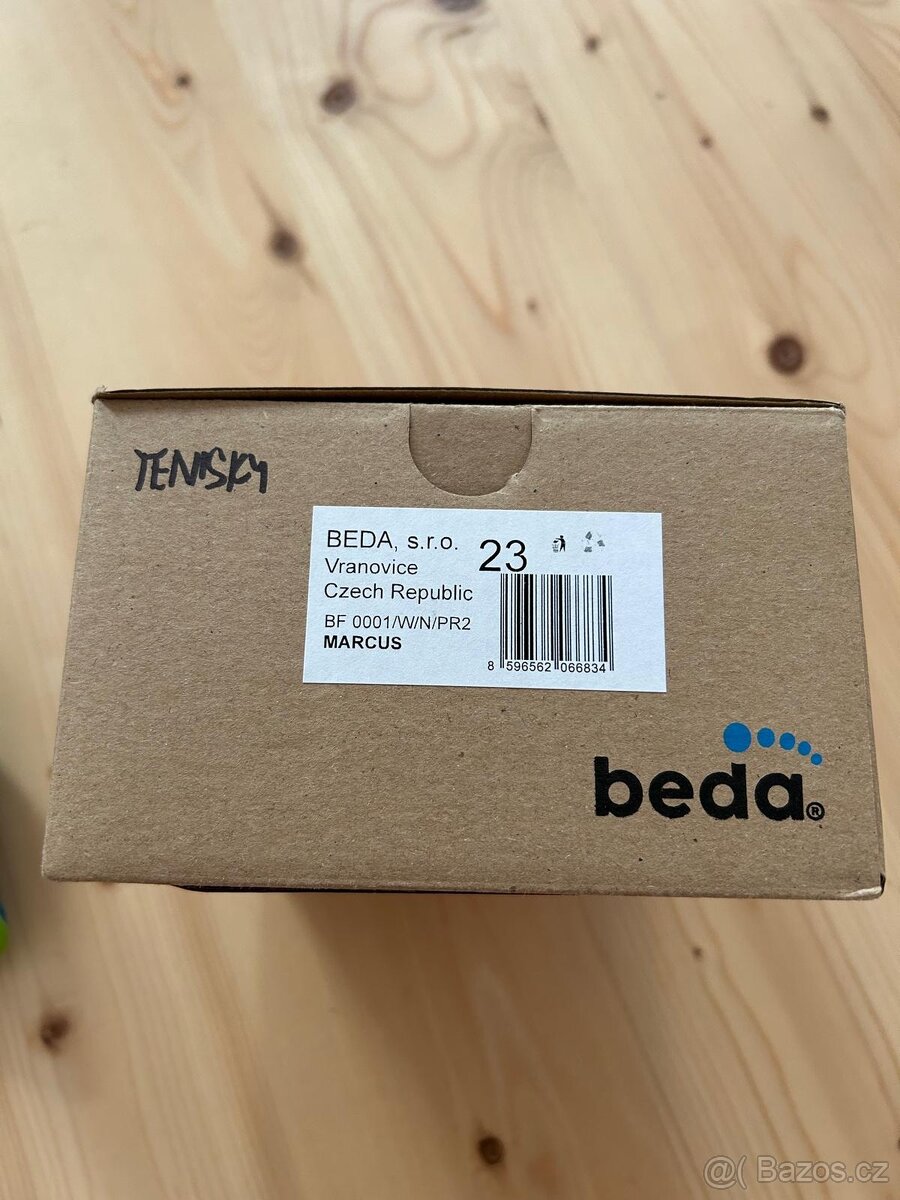 TENISKY
BEDA, s.r.o.
23
Vranovice
Czech Republic
BF 0001/W/N/PR2
MARCUS
8 596562 066834
beda®
@( Bazos.cz